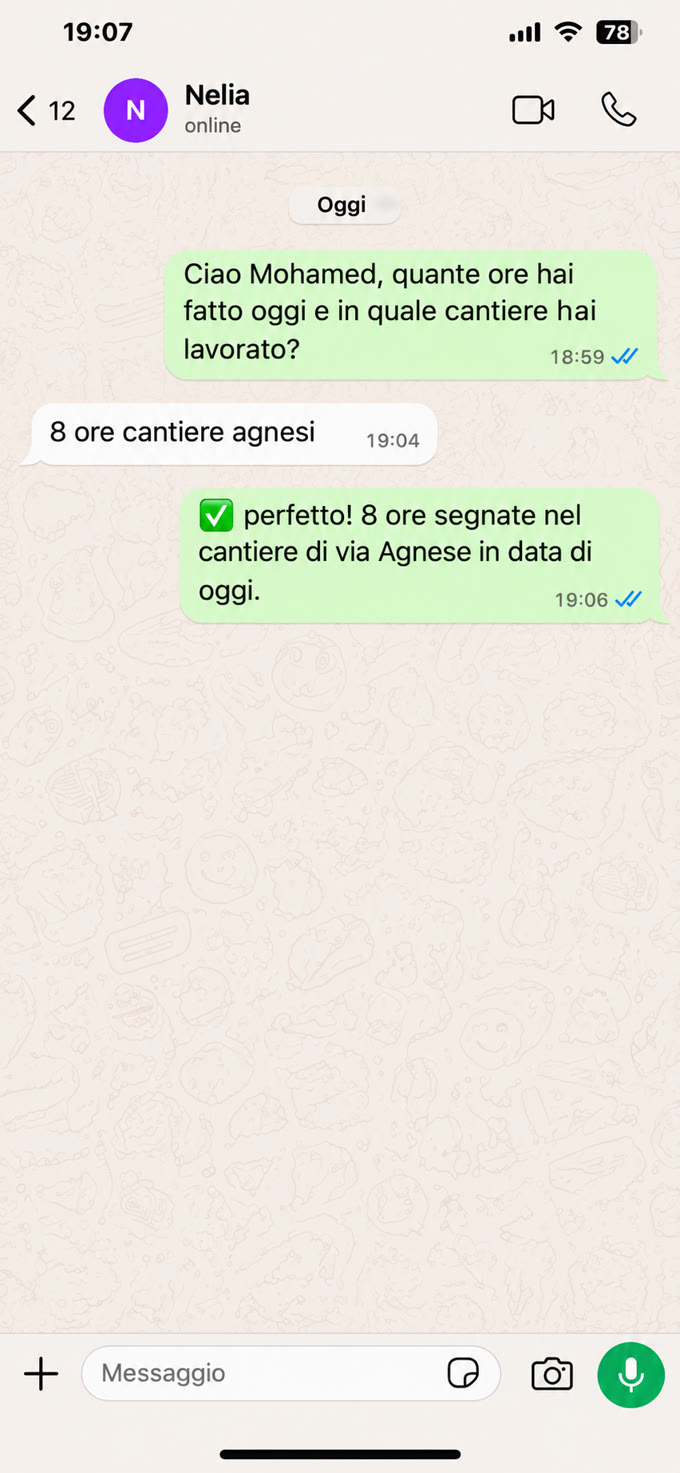 19:07
78
12
N
Nelia
online
Oggi
Ciao Mohamed, quante ore hai
fatto oggi e in quale cantiere hai
lavorato?
18:59
8 ore cantiere agnesi
19:04
✅ perfetto! 8 ore segnate nel
cantiere di via Agnese in data di
oggi.
19:06
Messaggio